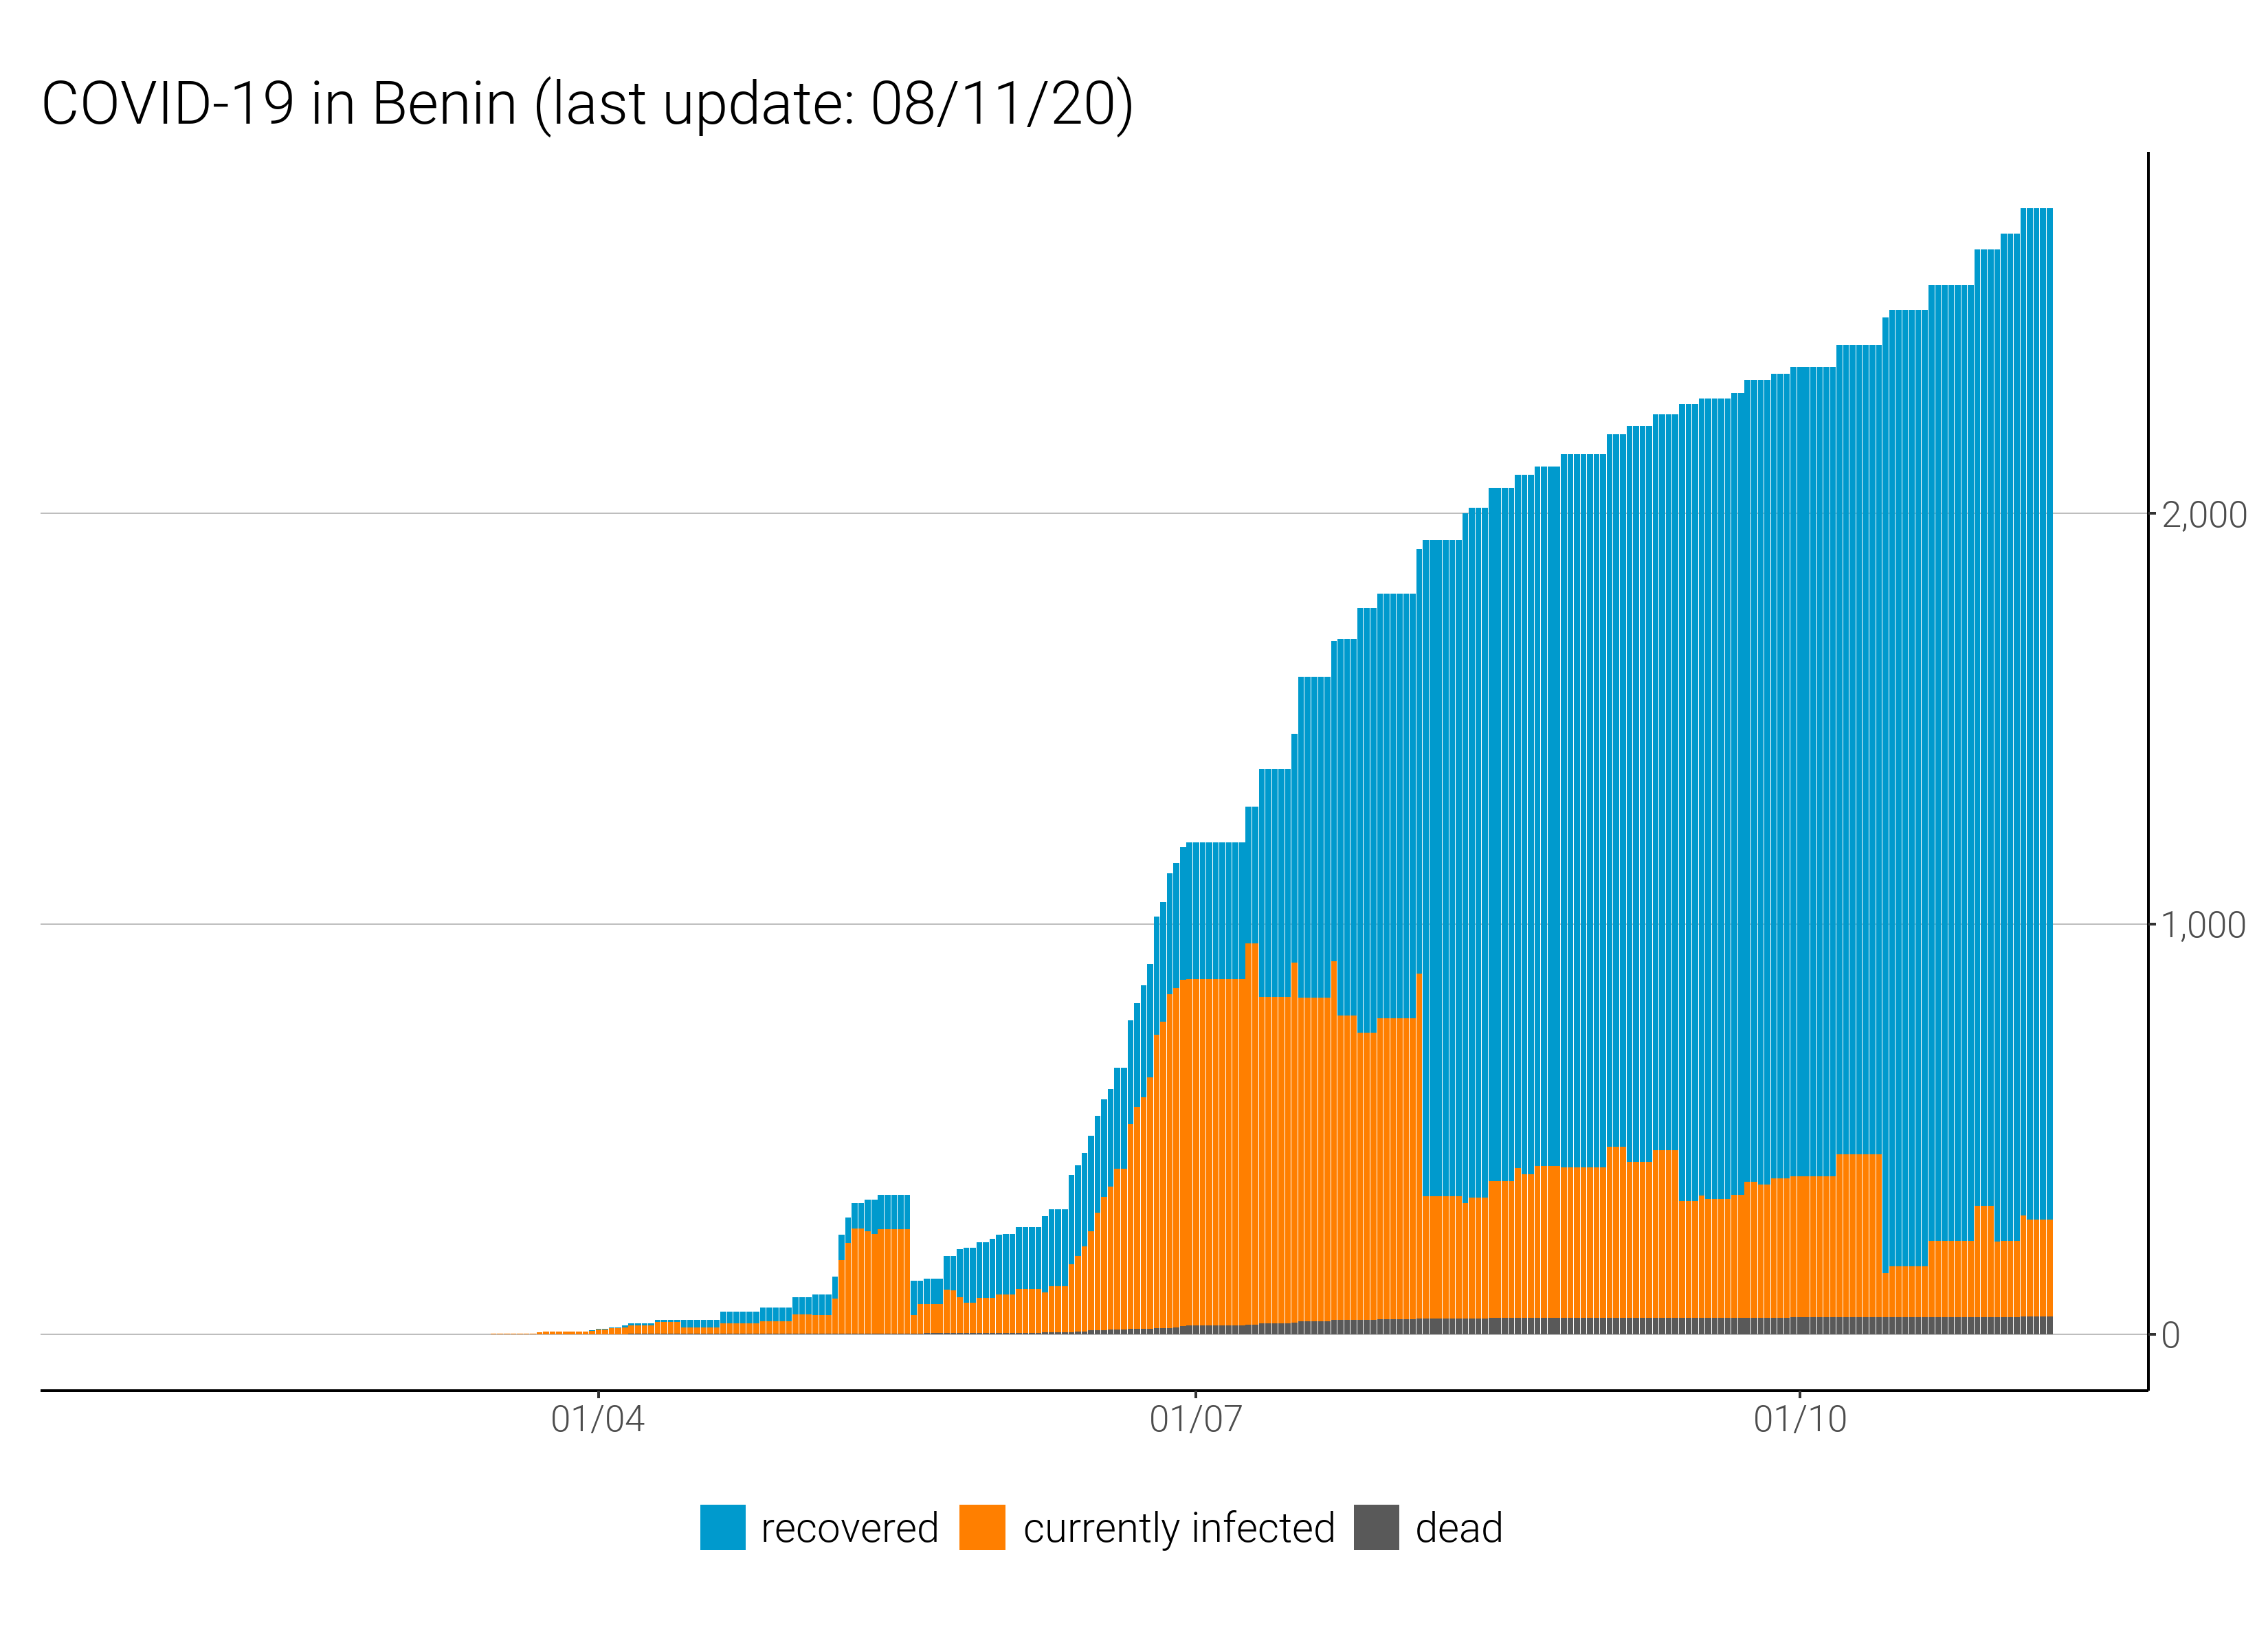 COVID-19 in Benin (last update: 08/11/20)
2,000
1,000
0
01/04 01/07 01/10
recovered currently infected dead